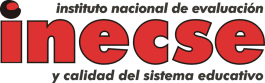 instituto nacional de evaluación
inecse
y calidad del sistema educativo